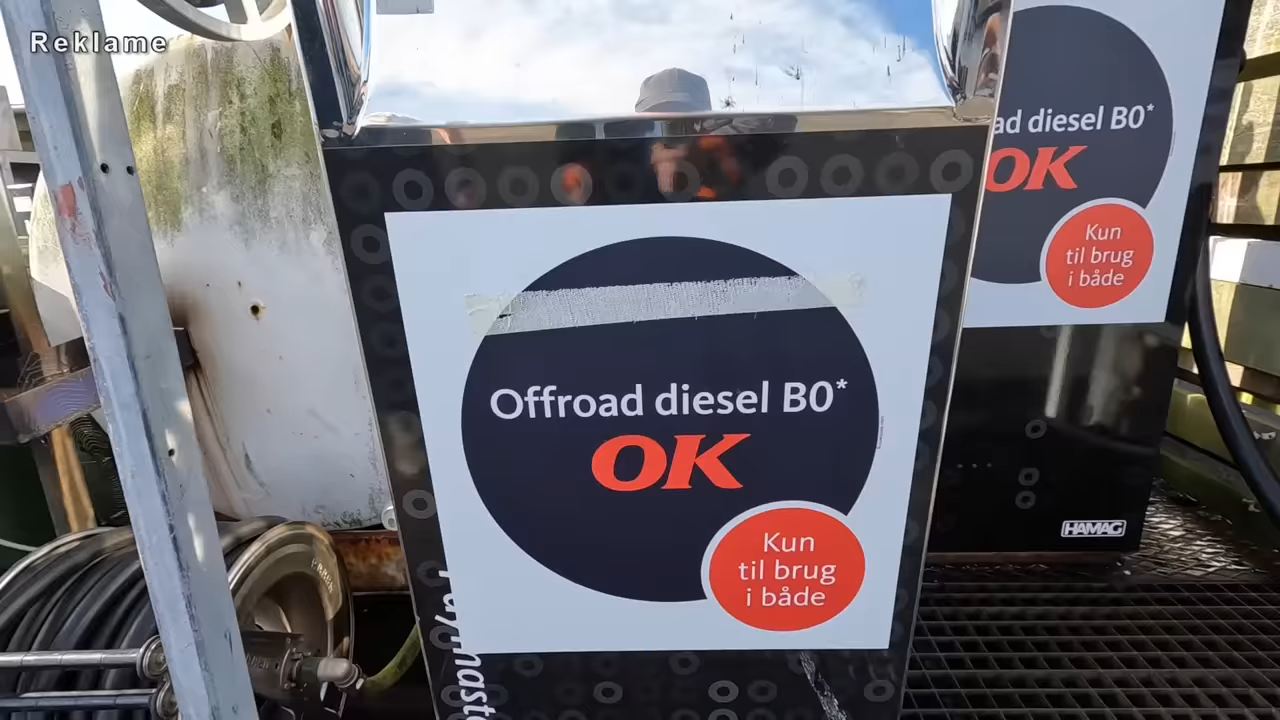 Reklame
Offroad diesel B0*
OK
Kun
til brug
i både
ad diesel B0*
OK
Kun
til brug
i både
HAMAG